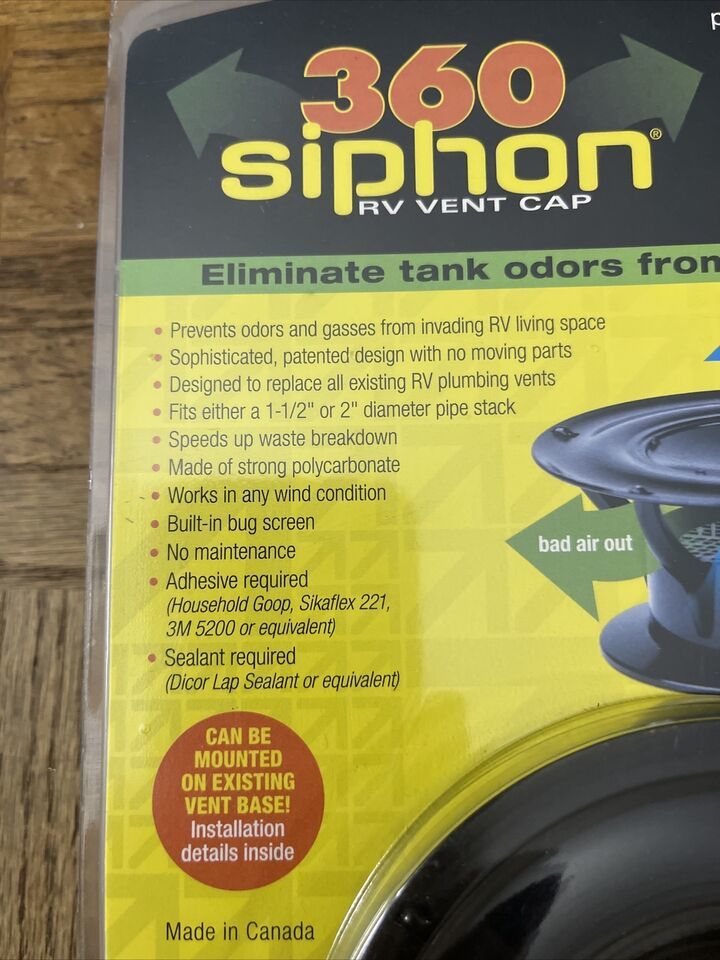 360
siphon®
RV VENT CAP
Eliminate tank odors from
• Prevents odors and gasses from invading RV living space
• Sophisticated, patented design with no moving parts
• Designed to replace all existing RV plumbing vents
• Fits either a 1-1/2" or 2" diameter pipe stack
• Speeds up waste breakdown
• Made of strong polycarbonate
• Works in any wind condition
• Built-in bug screen
• No maintenance
• Adhesive required
(Household Goop, Sikaflex 221,
3M 5200 or equivalent)
• Sealant required
(Dicor Lap Sealant or equivalent)
bad air out
CAN BE
MOUNTED
ON EXISTING
VENT BASE!
Installation
details inside
Made in Canada